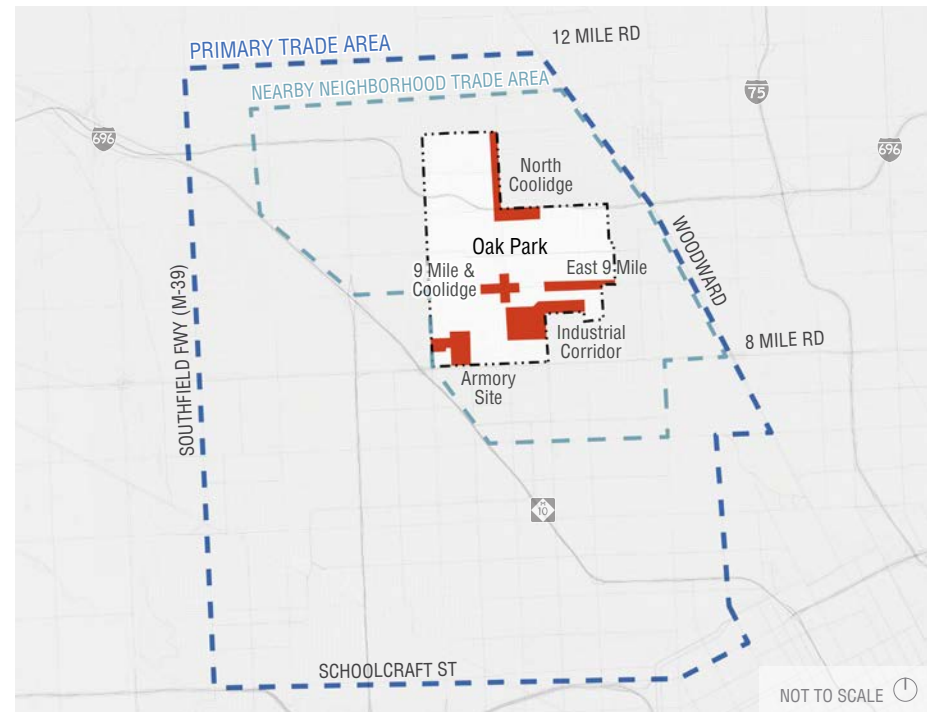 PRIMARY TRADE AREA
12 MILE RD
NEARBY NEIGHBORHOOD TRADE AREA
75
696
696
North
Coolidge
WOODWARD
Oak Park
9 Mile &
Coolidge
East 9 Mile
SOUTHFIELD FWY (M-39)
Industrial
Corridor
8 MILE RD
Armory
Site
M
10
SCHOOLCRAFT ST
NOT TO SCALE